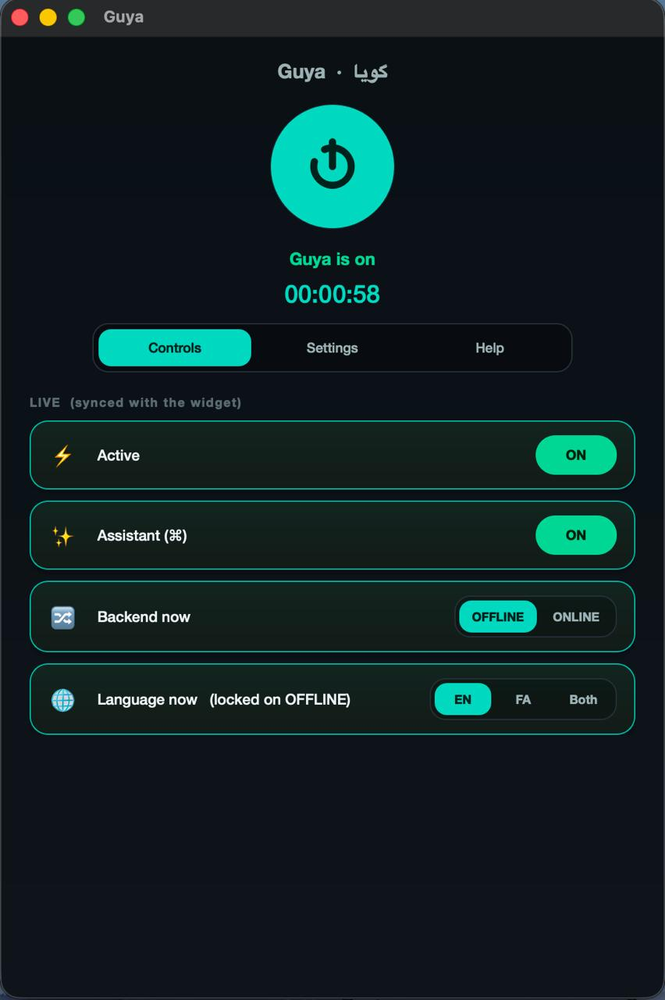 Guya
Guya · کویا
Guya is on
00:00:58
Controls Settings Help
LIVE (synced with the widget)
Active ON
Assistant (⌘) ON
Backend now OFFLINE ONLINE
Language now (locked on OFFLINE) EN FA Both